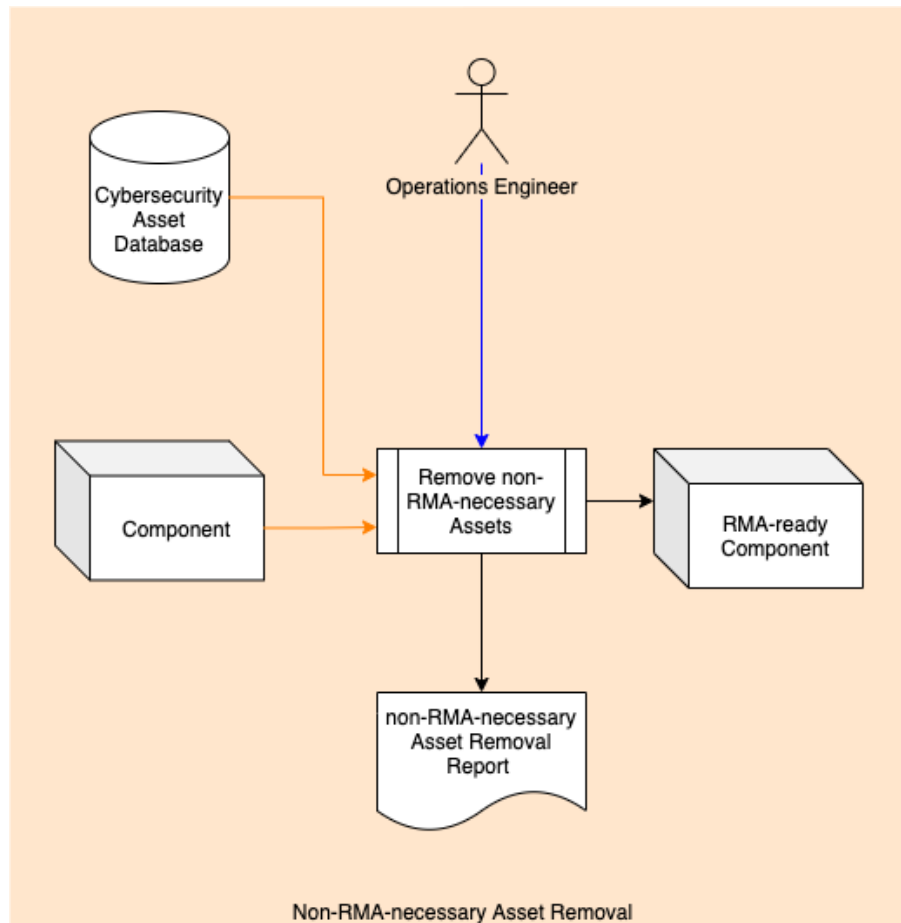 Operations Engineer
Cybersecurity
Asset
Database
Component
Remove non-
RMA-necessary
Assets
RMA-ready
Component
non-RMA-necessary
Asset Removal
Report
Non-RMA-necessary Asset Removal